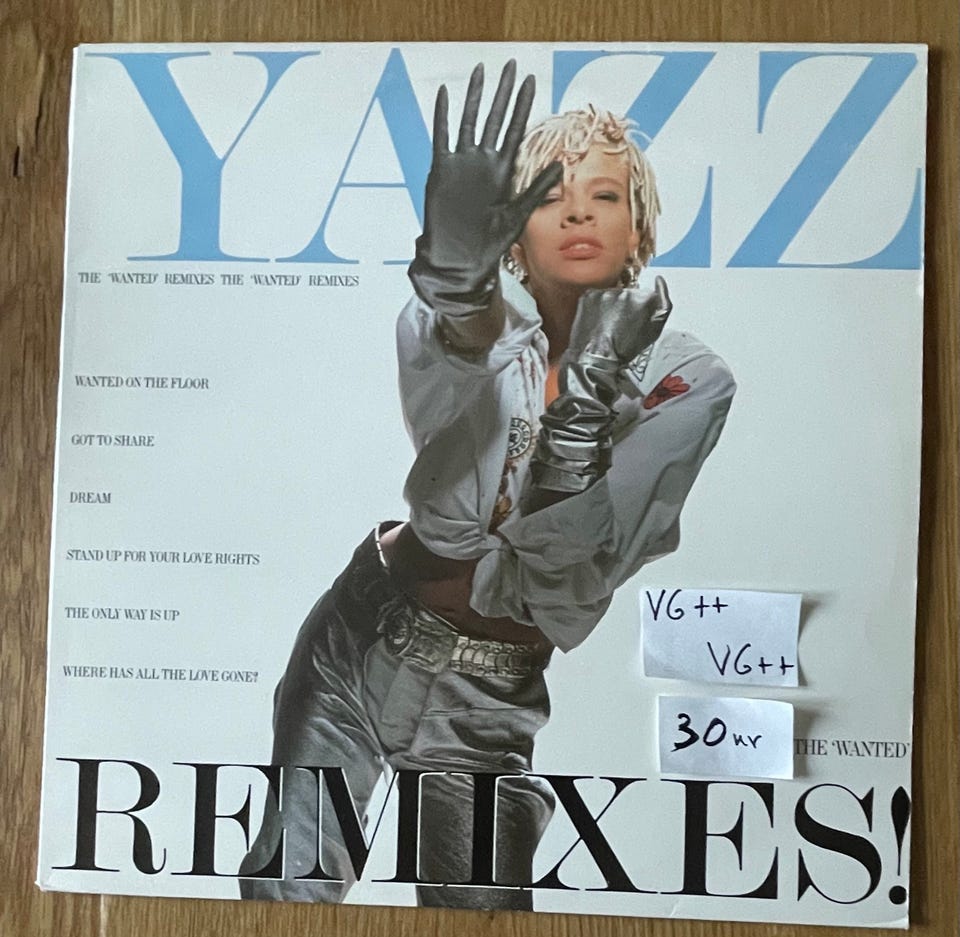 YAZZ
THE 'WANTED' REMIXES THE 'WANTED' REMIXES
WANTED ON THE FLOOR
GOT TO SHARE
DREAM
STAND UP FOR YOUR LOVE RIGHTS
THE ONLY WAY IS UP
WHERE HAS ALL THE LOVE GONE?
VG++
VG++
30 kr
THE 'WANTED'
REMIXES!